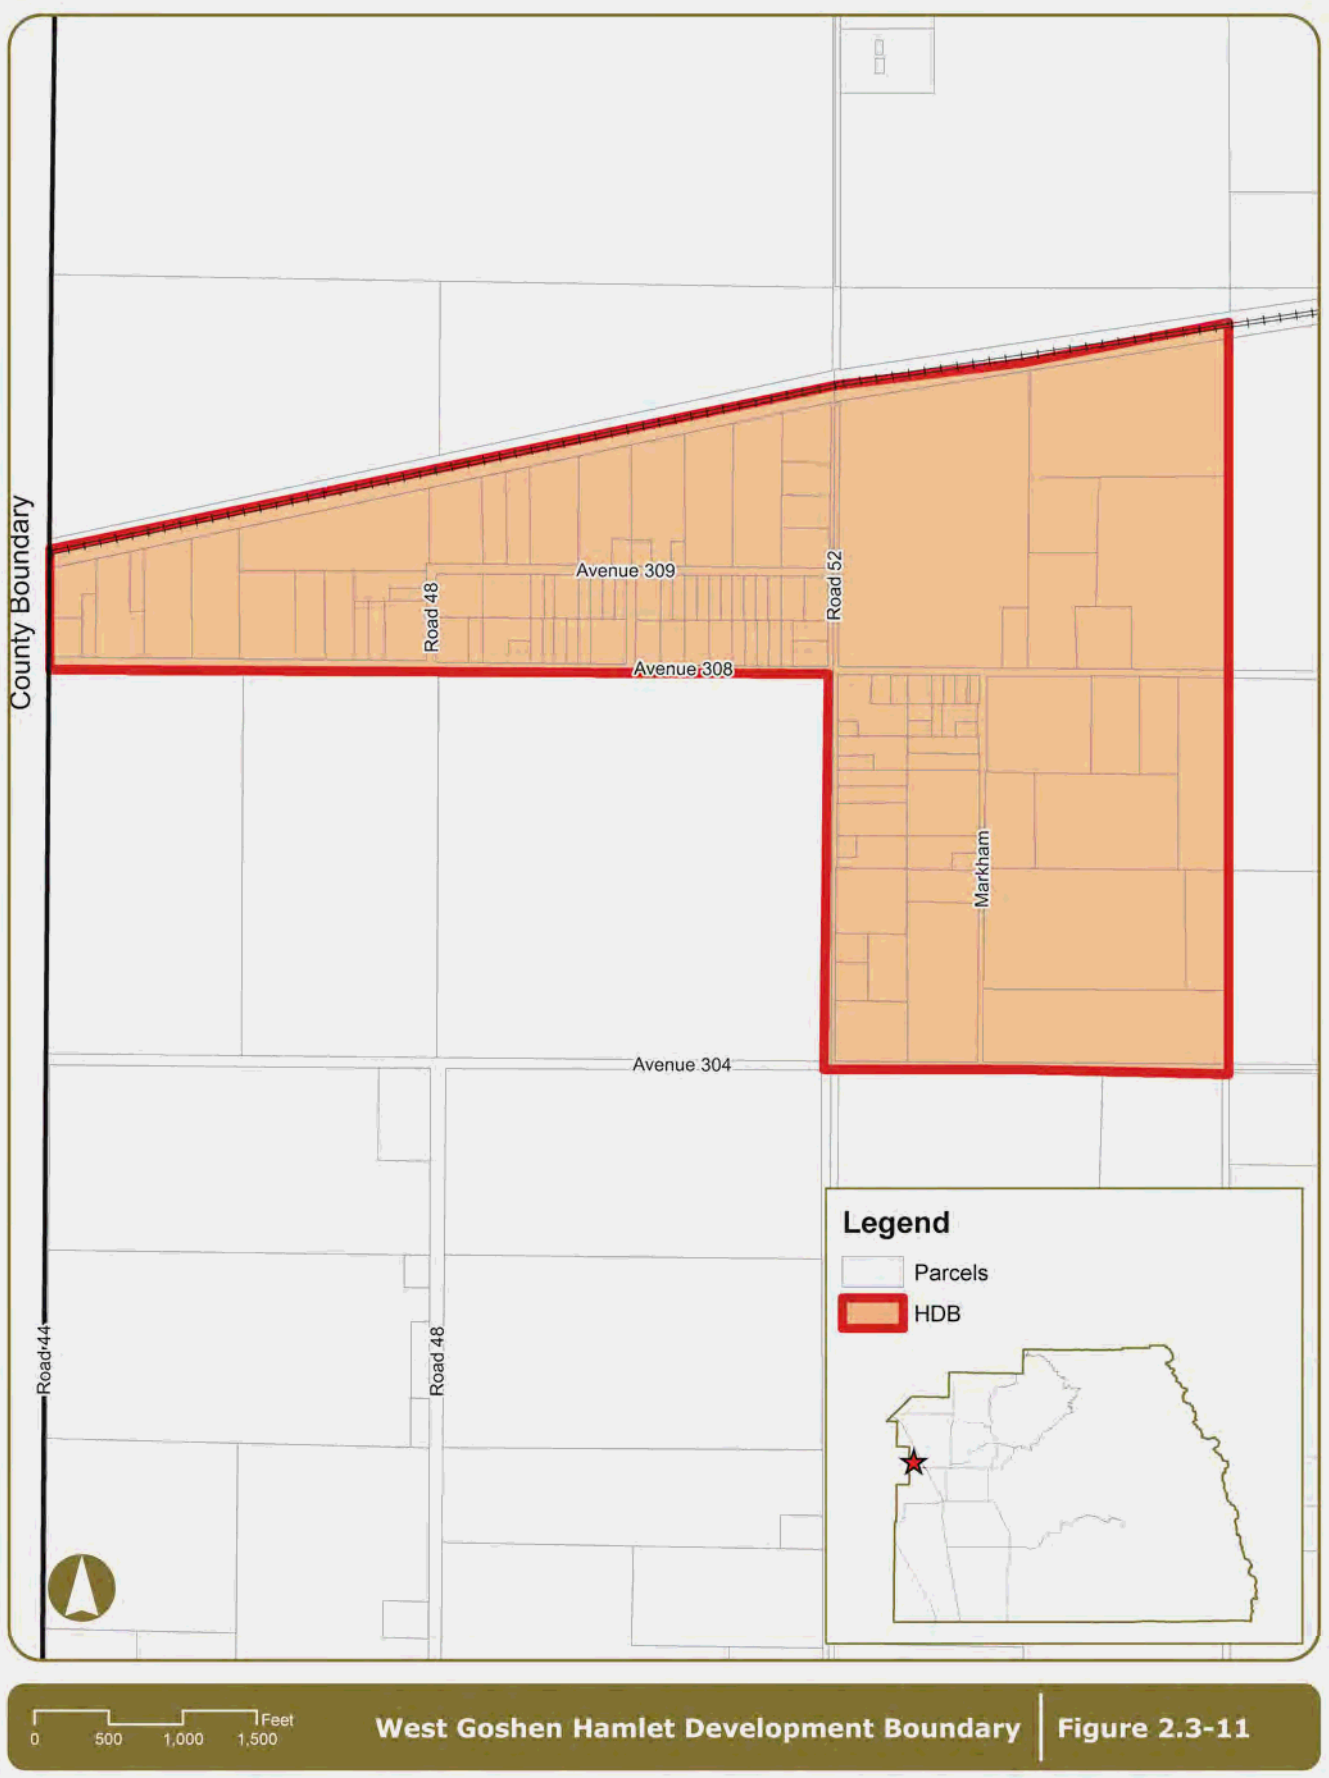 County Boundary
Avenue 309
Road 48
Road 52
Avenue 308
Markham
Avenue 304
Road 44
Road 48
Legend
Parcels
HDB
Feet
0 500 1,000 1,500
West Goshen Hamlet Development Boundary
Figure 2.3-11